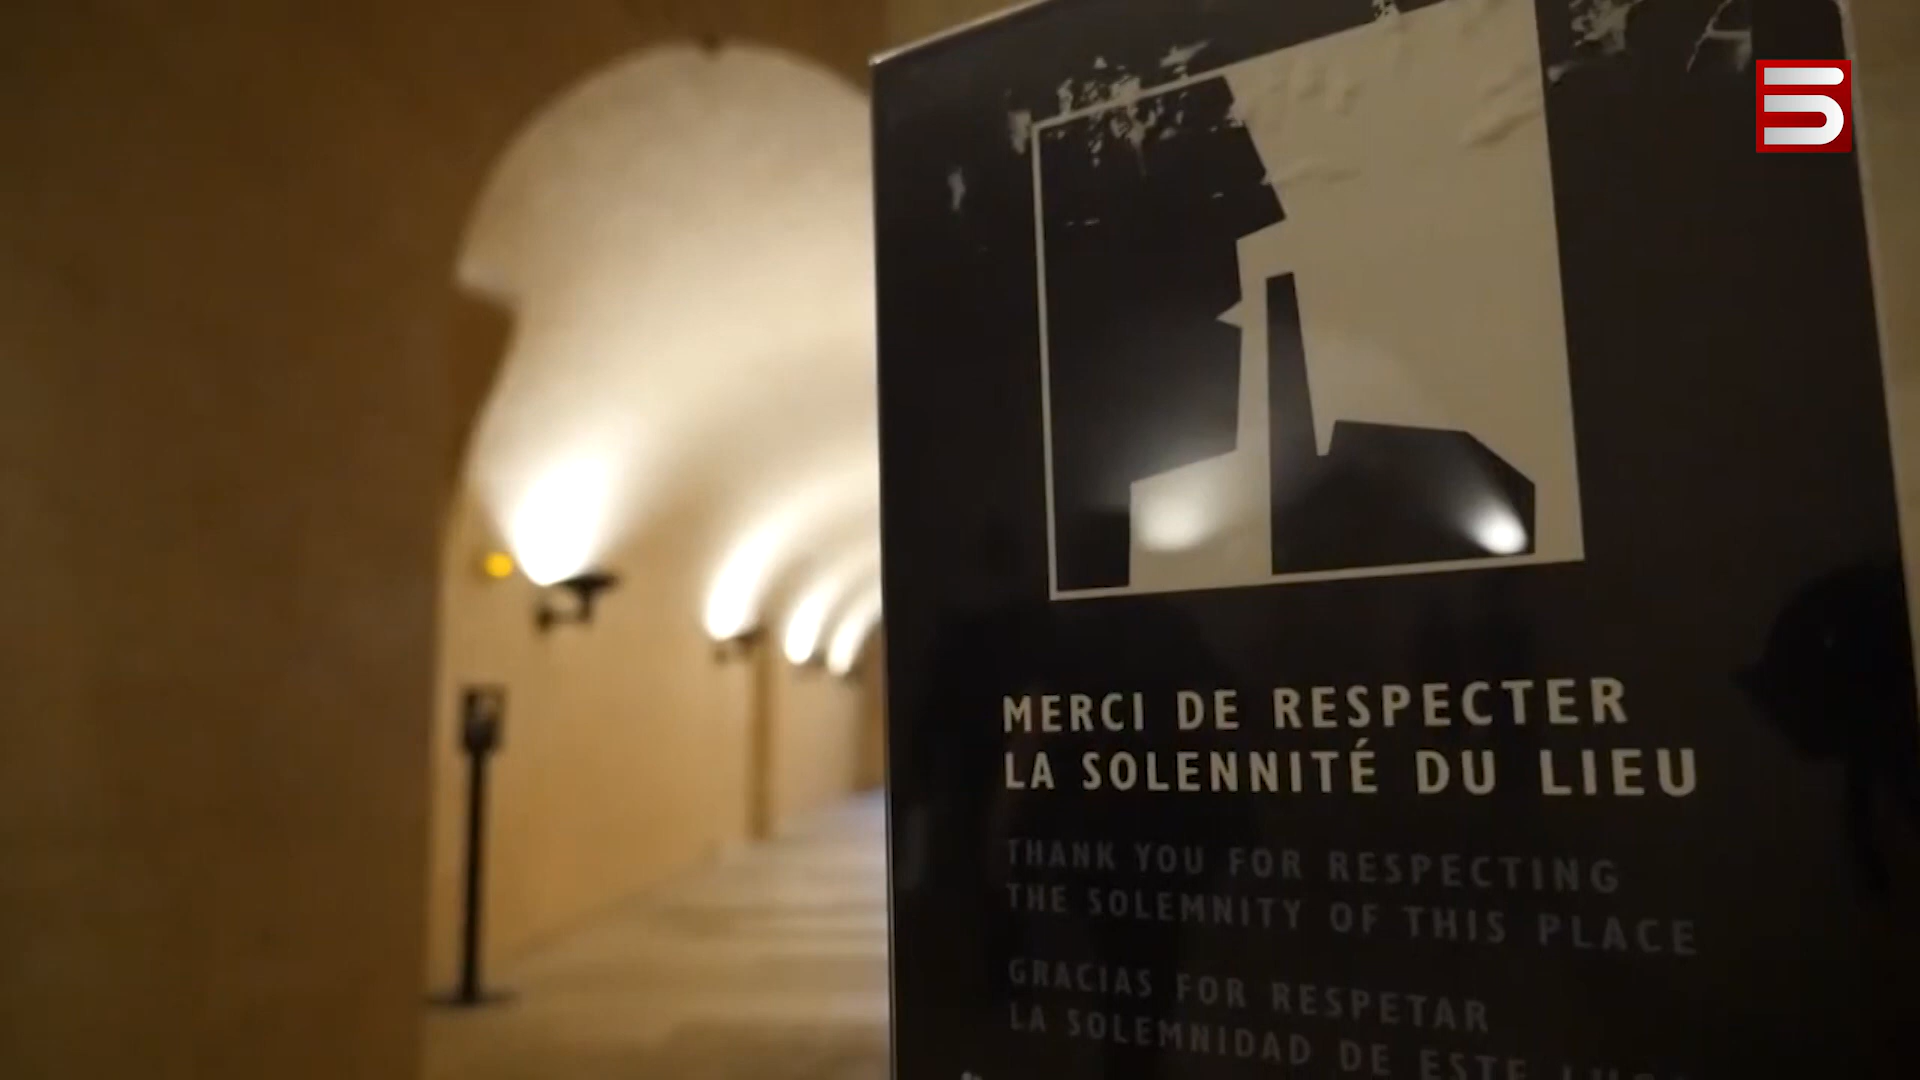 MERCI DE RESPECTER
LA SOLENNITÉ DU LIEU
THANK YOU FOR RESPECTING
THE SOLEMNITY OF THIS PLACE
GRACIAS FOR RESPETAR
LA SOLEMNIDAD DE ESTE
5